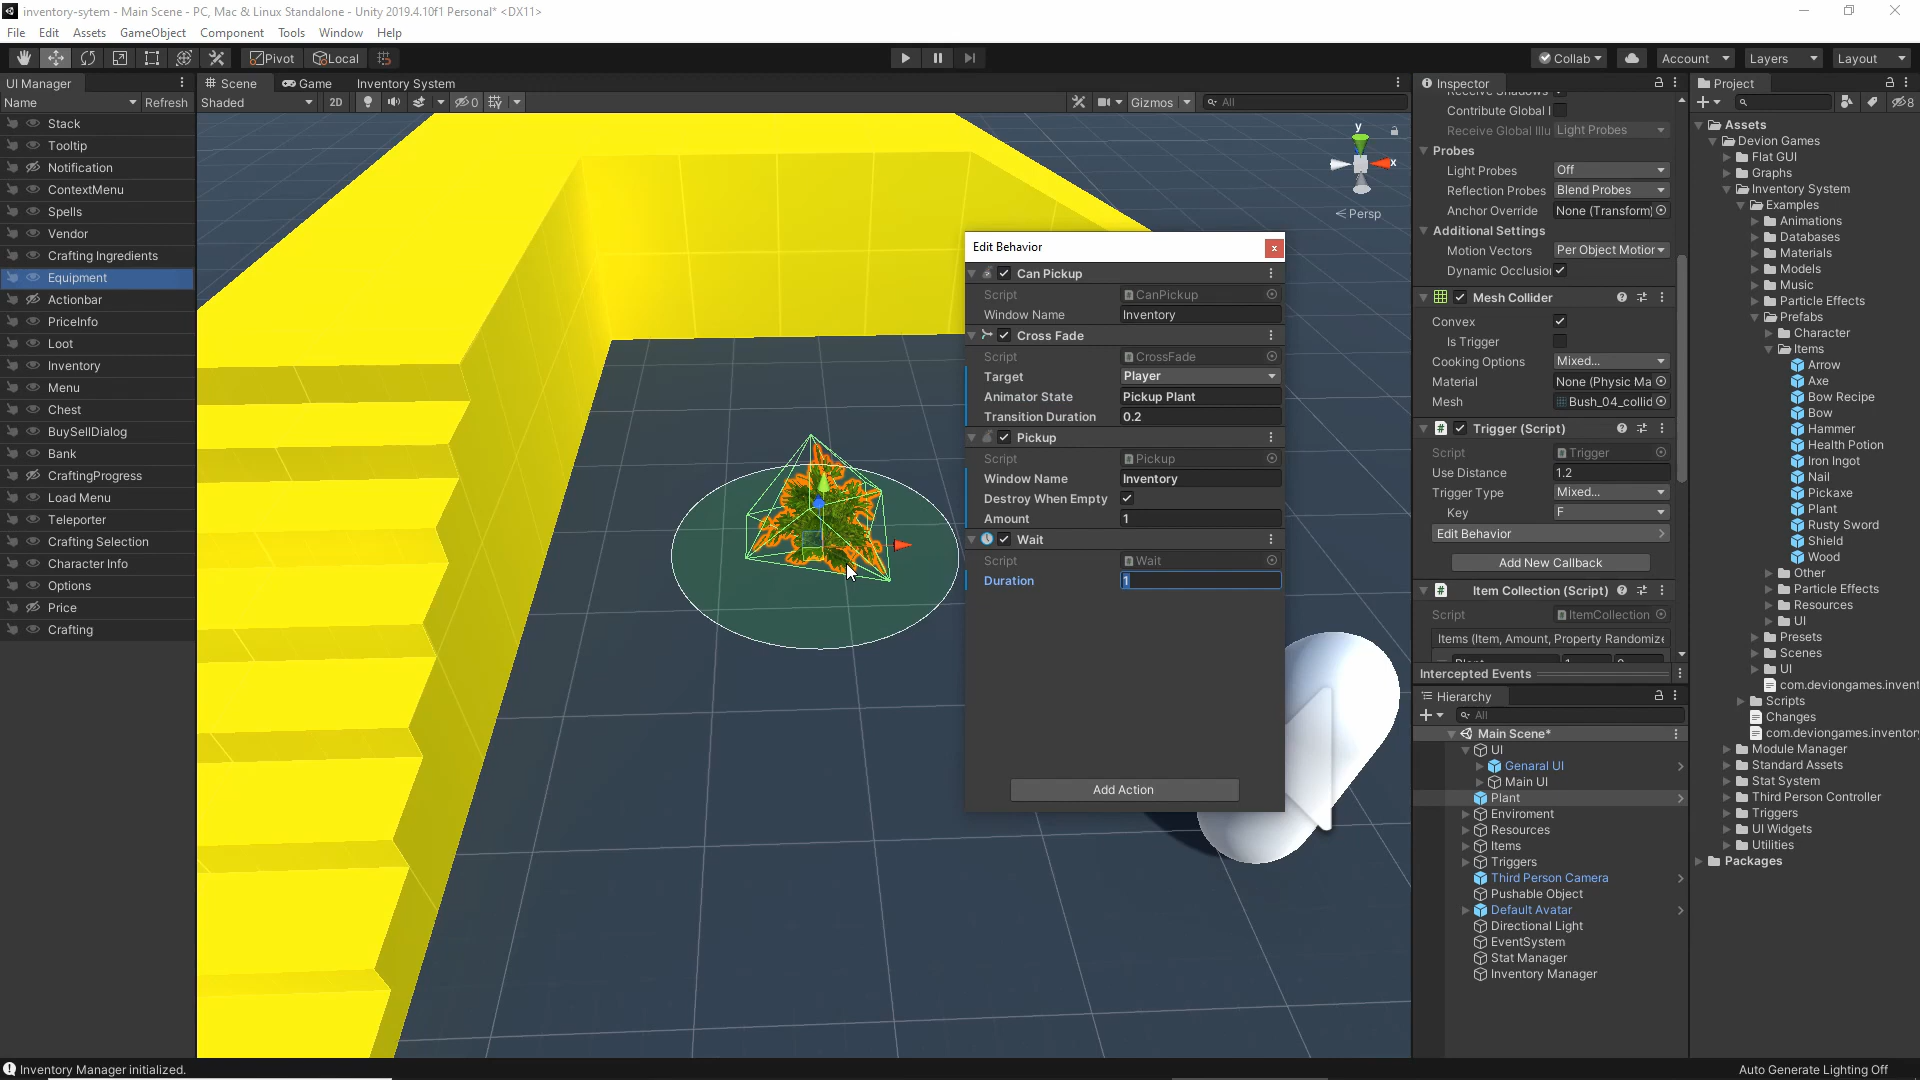 inventory-sytem - Main Scene - PC, Mac & Linux Standalone - Unity 2019.4.10f1 Personal* <DX11>
File Edit Assets GameObject Component Tools Window Help
Pivot Local Collab Account Layers Layout
UI Manager
Name Refresh
Stack
Tooltip
Notification
ContextMenu
Spells
Vendor
Crafting Ingredients
Equipment
Actionbar
PriceInfo
Loot
Inventory
Menu
Chest
BuySellDialog
Bank
CraftingProgress
Load Menu
Teleporter
Crafting Selection
Character Info
Options
Price
Crafting
Scene Game Inventory System
Shaded 2D 0 Gizmos All
y
x
Persp
Edit Behavior
x
Can Pickup
Script CanPickup
Window Name Inventory
Cross Fade
Script CrossFade
Target Player
Animator State Pickup Plant
Transition Duration 0.2
Pickup
Script Pickup
Window Name Inventory
Destroy When Empty
Amount 1
Wait
Script Wait
Duration 1
Add Action
Inspector
Receive Shadows
Contribute Global I
Receive Global Illu Light Probes
Probes
Light Probes Off
Reflection Probes Blend Probes
Anchor Override None (Transform)
Additional Settings
Motion Vectors Per Object Motior
Dynamic Occlusion
Mesh Collider
Convex
Is Trigger
Cooking Options Mixed...
Material None (Physic Ma
Mesh Bush_04_collid
Trigger (Script)
Script Trigger
Use Distance 1.2
Trigger Type Mixed...
Key F
Edit Behavior
Add New Callback
Item Collection (Script)
Script ItemCollection
Items (Item, Amount, Property Randomize
Intercepted Events
Hierarchy
All
Main Scene*
UI
Genaral UI
Main UI
Plant
Enviroment
Resources
Items
Triggers
Third Person Camera
Pushable Object
Default Avatar
Directional Light
EventSystem
Stat Manager
Inventory Manager
Project
8
Assets
Devion Games
Flat GUI
Graphs
Inventory System
Examples
Animations
Databases
Materials
Models
Music
Particle Effects
Prefabs
Character
Items
Arrow
Axe
Bow Recipe
Bow
Hammer
Health Potion
Iron Ingot
Nail
Pickaxe
Plant
Rusty Sword
Shield
Wood
Other
Particle Effects
Resources
UI
Presets
Scenes
UI
com.deviongames.invent
Scripts
Changes
com.deviongames.inventor
Module Manager
Standard Assets
Stat System
Third Person Controller
Triggers
UI Widgets
Utilities
Packages
Inventory Manager initialized.
Auto Generate Lighting Off